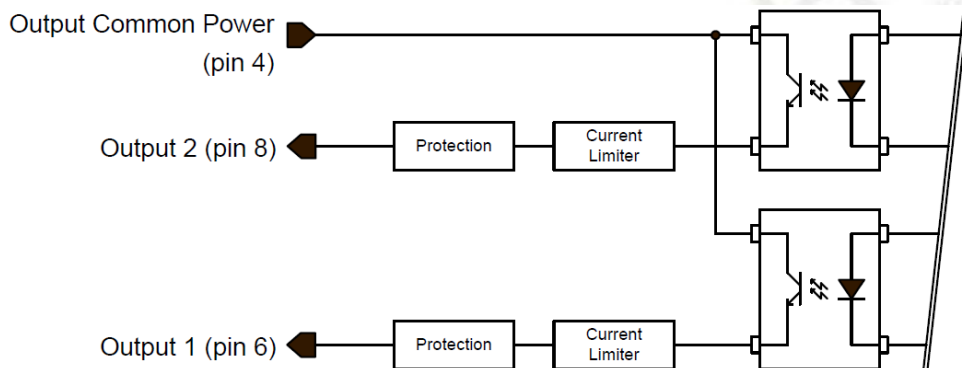 Output Common Power
(pin 4)
Output 2 (pin 8)
Protection
Current
Limiter
Output 1 (pin 6)
Protection
Current
Limiter